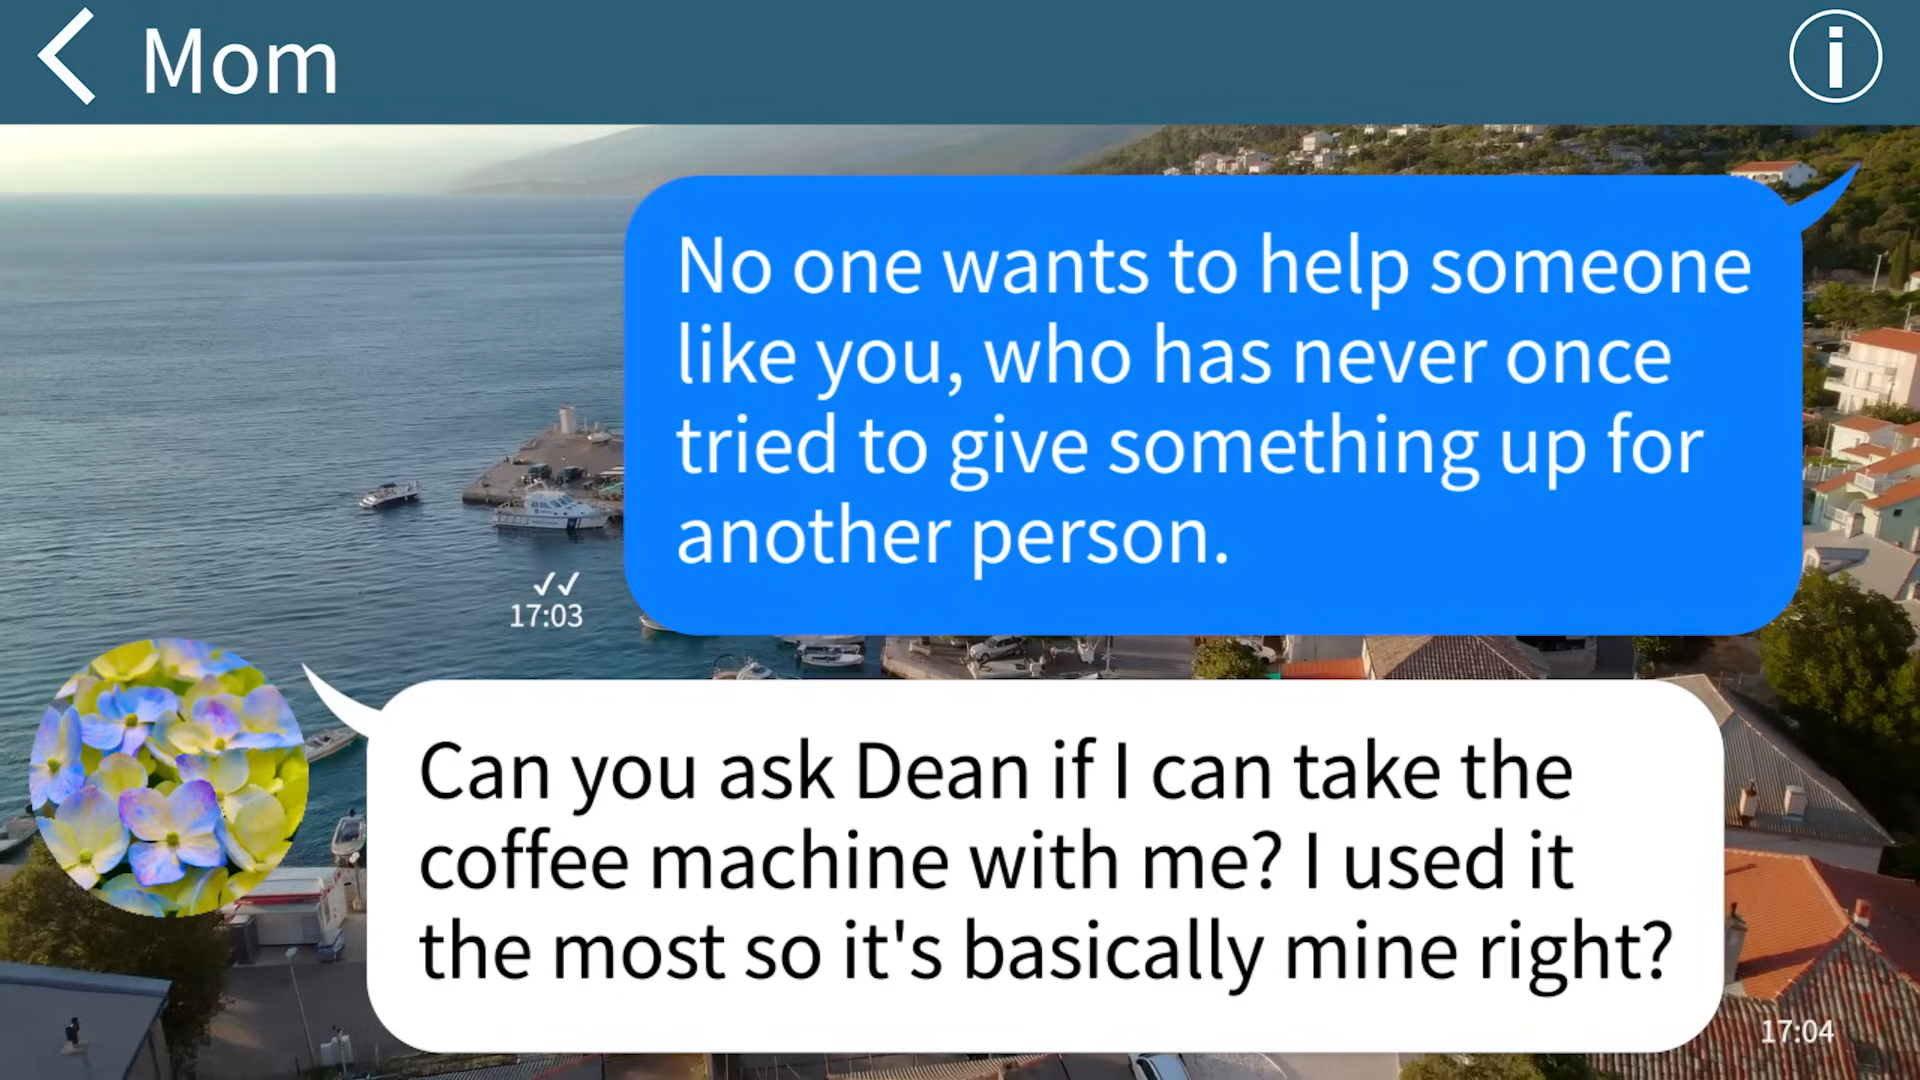 Mom
No one wants to help someone
like you, who has never once
tried to give something up for
another person.
✓✓
17:03
Can you ask Dean if I can take the
coffee machine with me? I used it
the most so it's basically mine right?
17:04